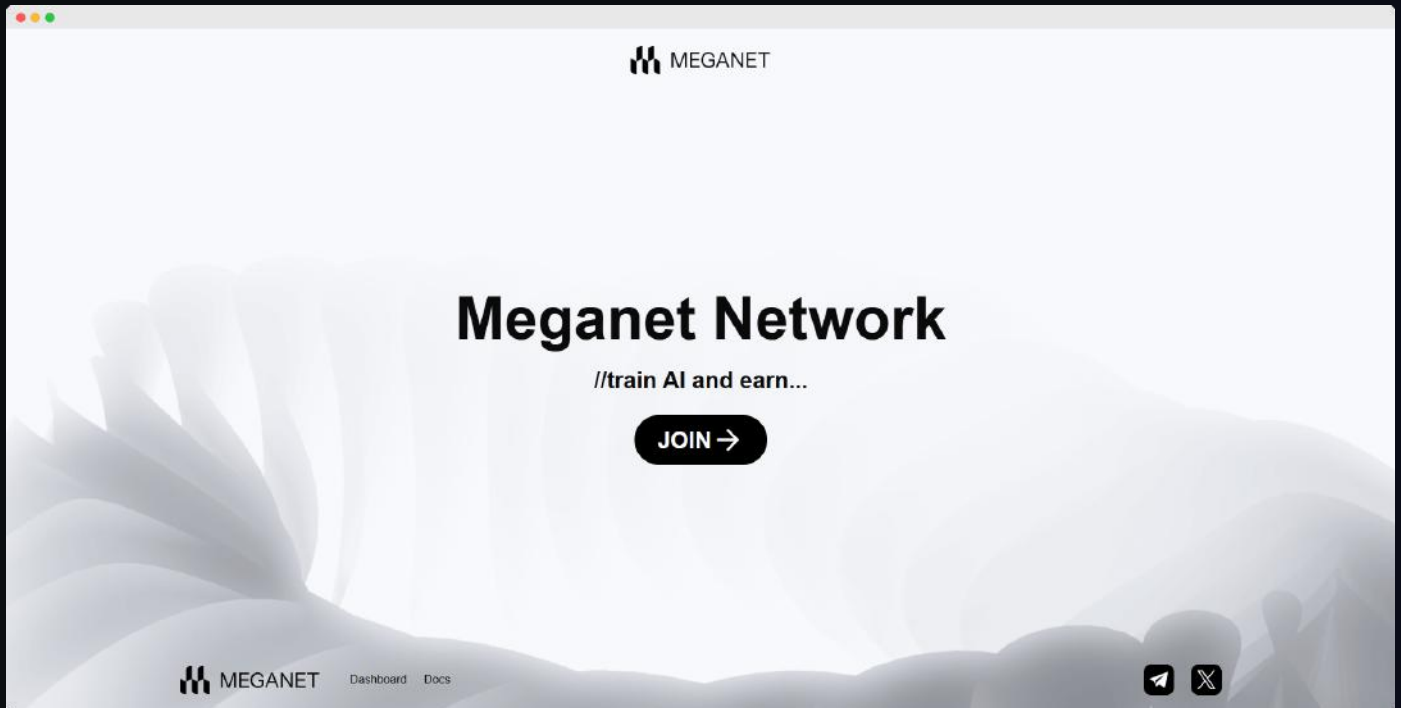 MEGANET
Meganet Network
//train AI and earn...
JOIN
MEGANET Dashboard Docs